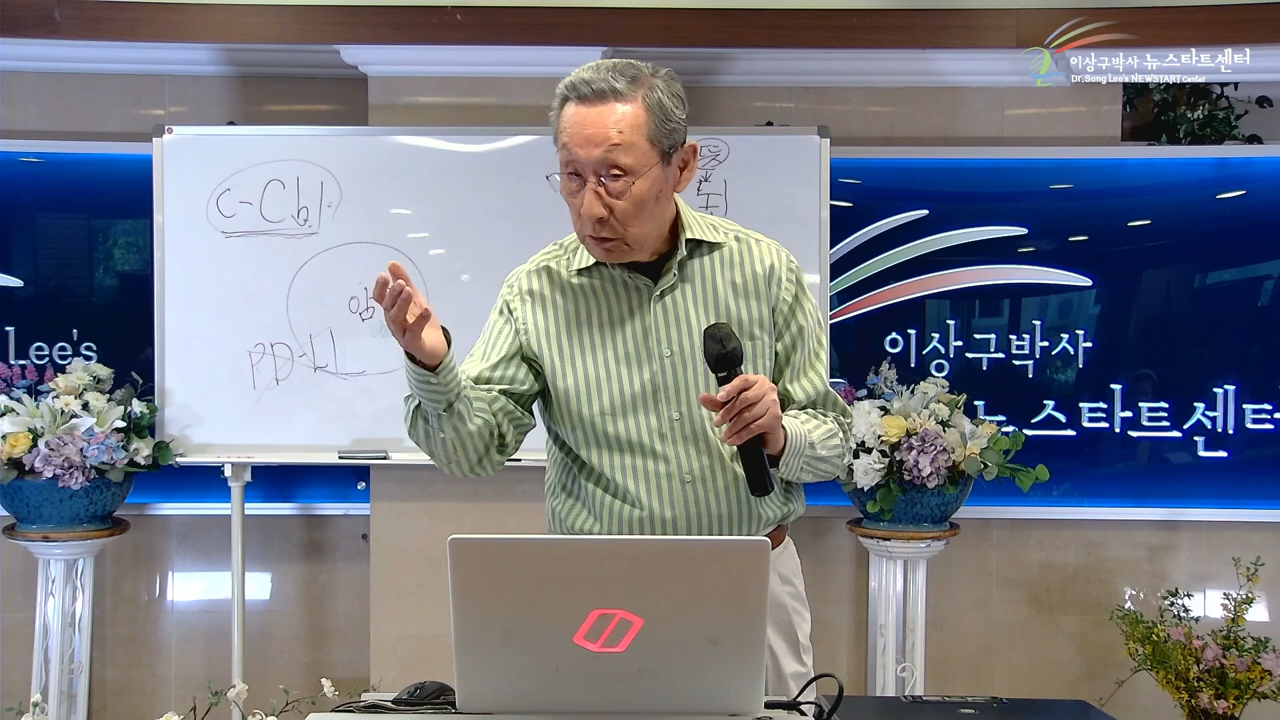 이상구박사 뉴스타트센터
Dr. Sang Lee's NEWSTART Center
C-Cbl
암
PD-L1
Lee's
이상구박사
뉴스타트센터